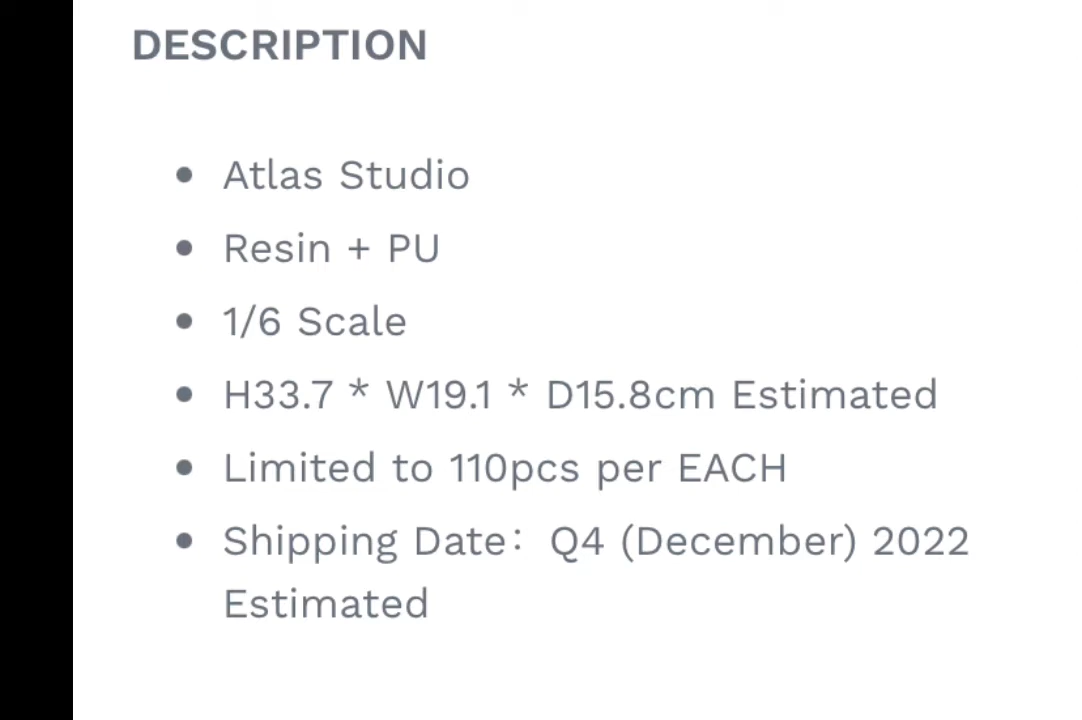 DESCRIPTION
• Atlas Studio
• Resin + PU
• 1/6 Scale
• H33.7 * W19.1 * D15.8cm Estimated
• Limited to 110pcs per EACH
• Shipping Date：Q4 (December) 2022
Estimated